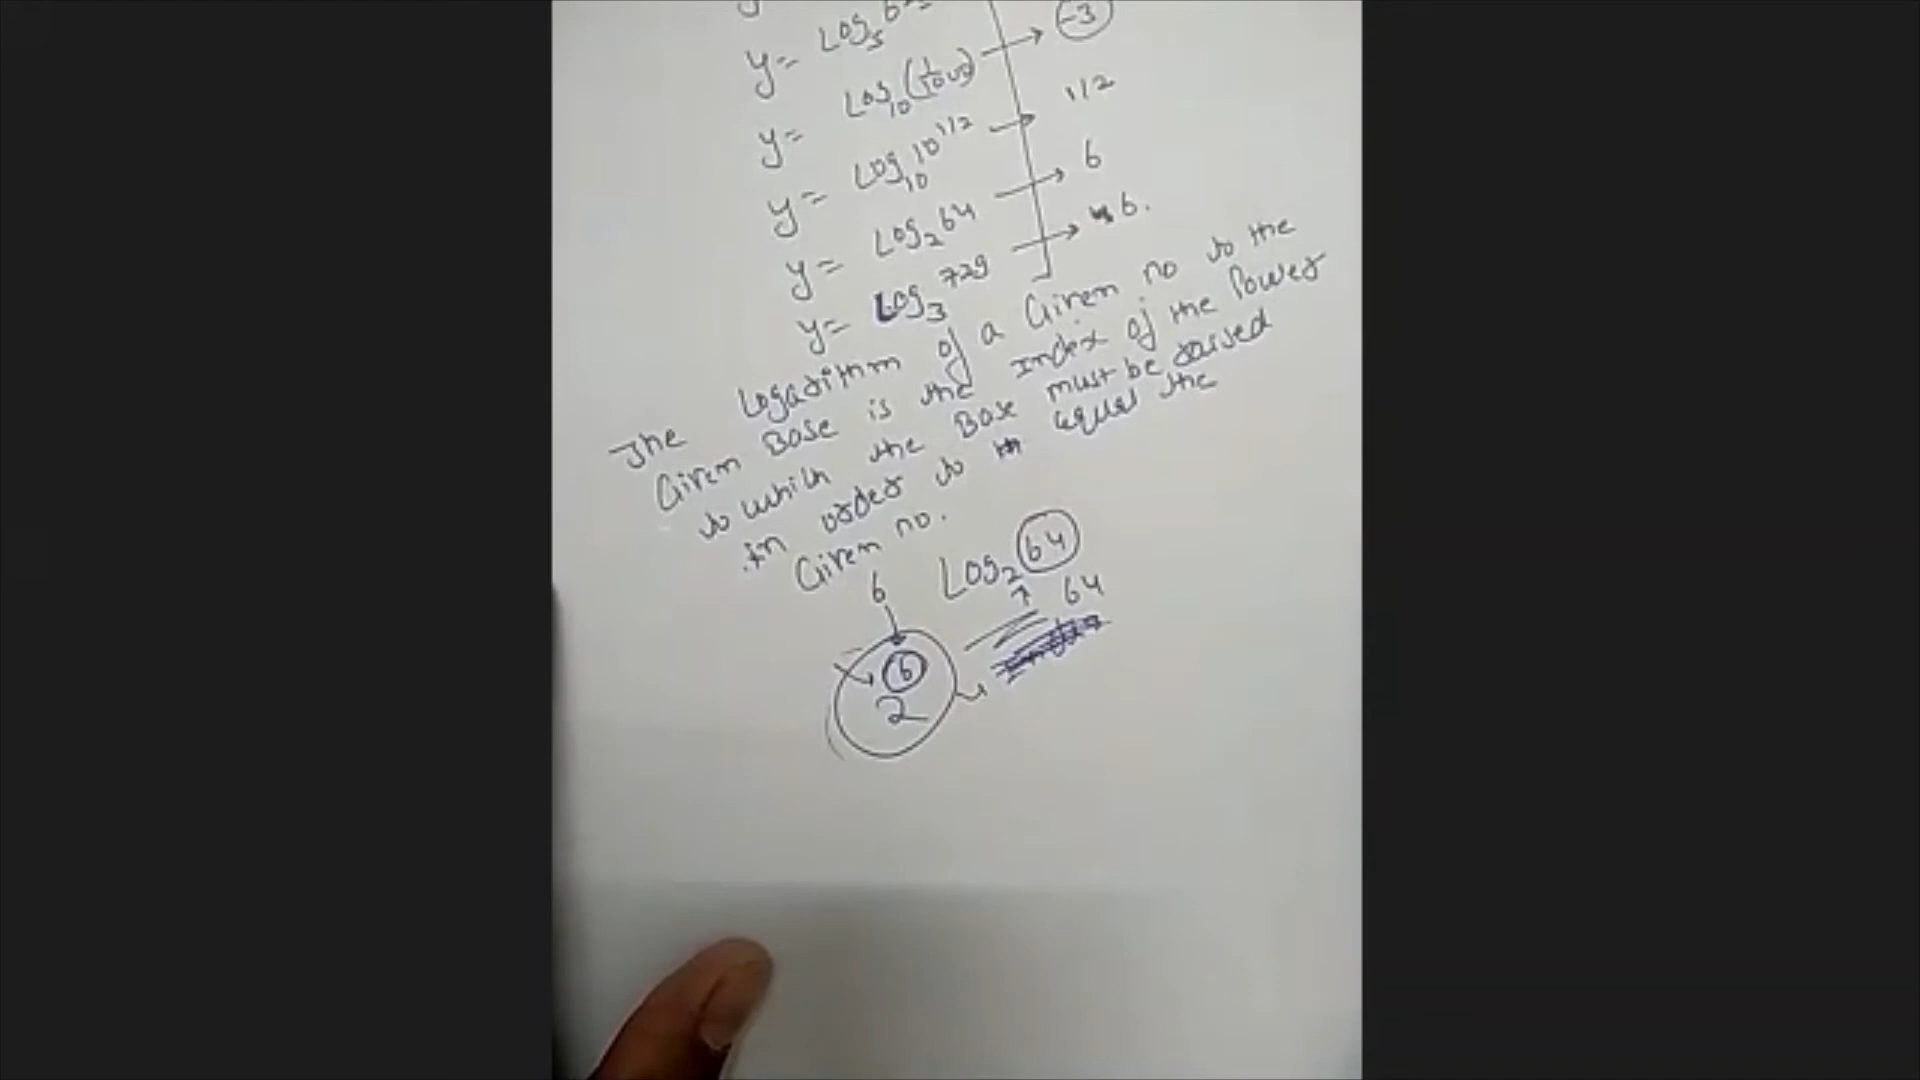 y= Log5
y= Log10(1/1000) → -3
y= Log10 10^1/2 → 1/2
y= Log2 64 → 6
y= Log3 729 → 6.
The Logarithm of a Given no to the
Given Base is the Index of the Power
to which the Base must be raised
in order to equal the
Given no.
6 Log2 64
7 64
6
2